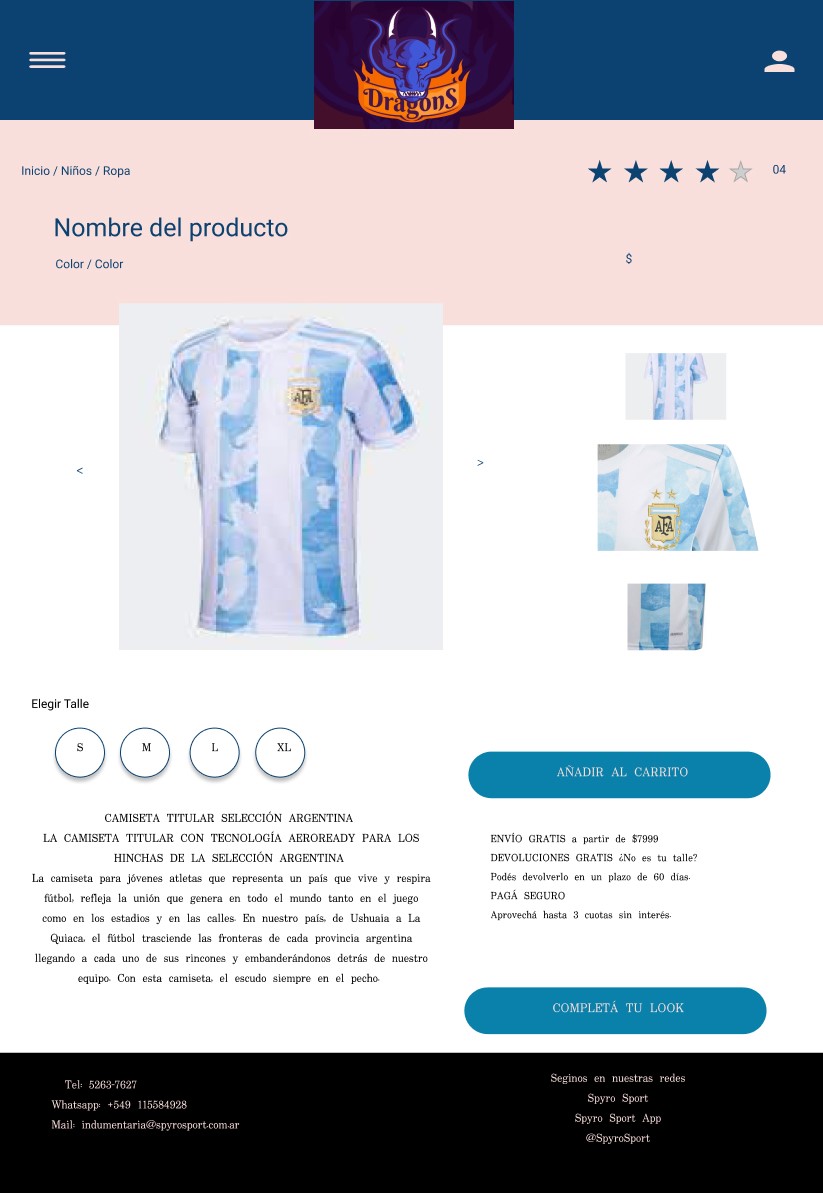 DragonS
Inicio / Niños / Ropa
04
Nombre del producto
Color / Color
$
AFA
<
>
AFA
Elegir Talle
S M L XL
AÑADIR AL CARRITO
CAMISETA TITULAR SELECCIÓN ARGENTINA
LA CAMISETA TITULAR CON TECNOLOGÍA AEROREADY PARA LOS
HINCHAS DE LA SELECCIÓN ARGENTINA
La camiseta para jóvenes atletas que representa un país que vive y respira
fútbol, refleja la unión que genera en todo el mundo tanto en el juego
como en los estadios y en las calles. En nuestro país, de Ushuaia a La
Quiaca, el fútbol trasciende las fronteras de cada provincia argentina
llegando a cada uno de sus rincones y embanderándonos detrás de nuestro
equipo. Con esta camiseta, el escudo siempre en el pecho.
ENVÍO GRATIS a partir de $7999
DEVOLUCIONES GRATIS ¿No es tu talle?
Podés devolverlo en un plazo de 60 días.
PAGÁ SEGURO
Aprovechá hasta 3 cuotas sin interés.
COMPLETÁ TU LOOK
Tel: 5263-7627
Whatsapp: +549 115584928
Mail: indumentaria@spyrosport.com.ar
Seginos en nuestras redes
Spyro Sport
Spyro Sport App
@SpyroSport